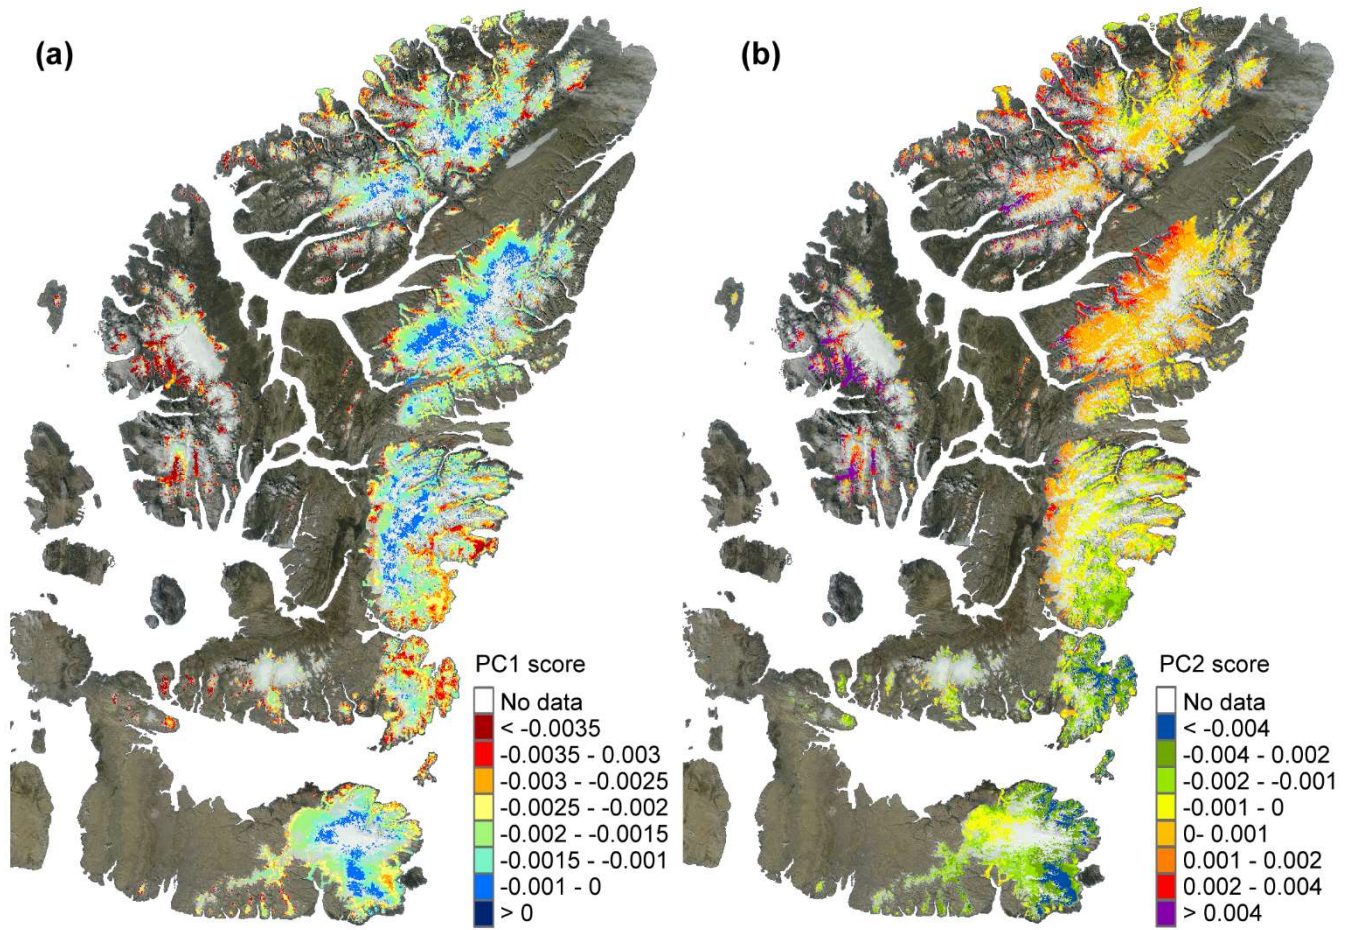 (a)
(b)
PC1 score
No data
< -0.0035
-0.0035 - 0.003
-0.003 - -0.0025
-0.0025 - -0.002
-0.002 - -0.0015
-0.0015 - -0.001
-0.001 - 0
> 0
PC2 score
No data
< -0.004
-0.004 - -0.002
-0.002 - -0.001
-0.001 - 0
0- 0.001
0.001 - 0.002
0.002 - 0.004
> 0.004